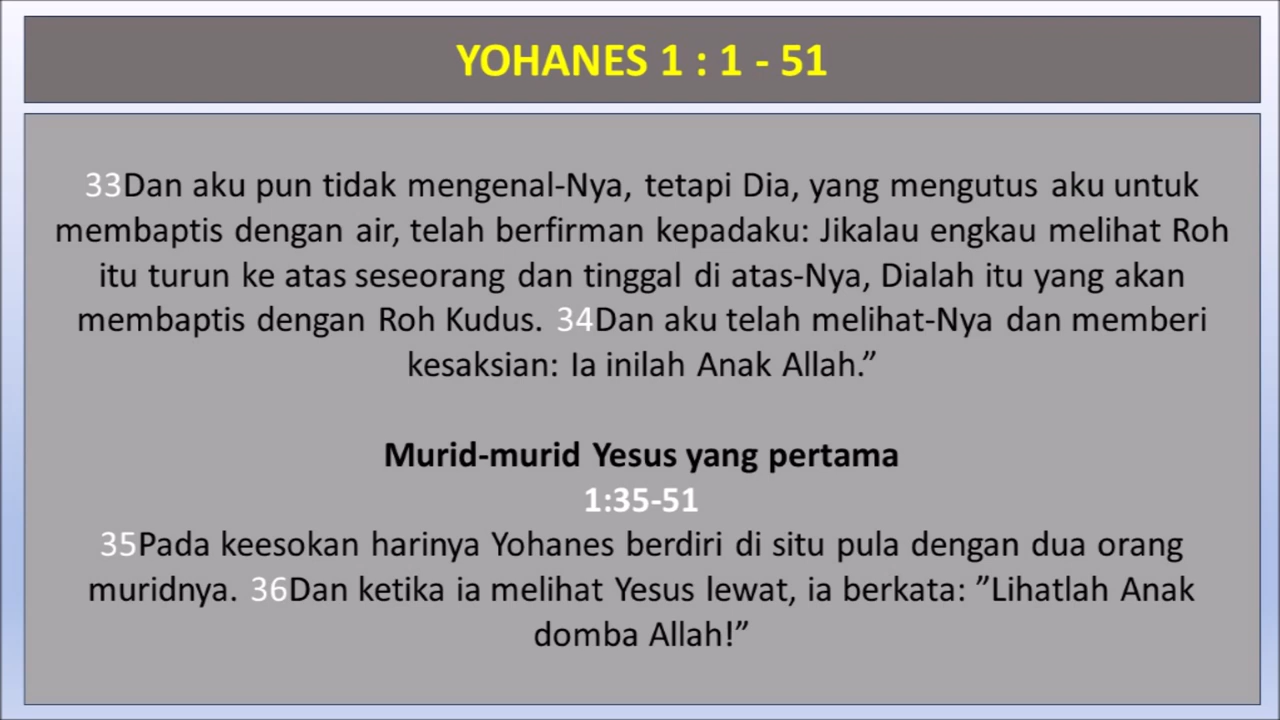 YOHANES 1 : 1 - 51
33Dan aku pun tidak mengenal-Nya, tetapi Dia, yang mengutus aku untuk
membaptis dengan air, telah berfirman kepadaku: Jikalau engkau melihat Roh
itu turun ke atas seseorang dan tinggal di atas-Nya, Dialah itu yang akan
membaptis dengan Roh Kudus. 34Dan aku telah melihat-Nya dan memberi
kesaksian: Ia inilah Anak Allah.”
Murid-murid Yesus yang pertama
1:35-51
35Pada keesokan harinya Yohanes berdiri di situ pula dengan dua orang
muridnya. 36Dan ketika ia melihat Yesus lewat, ia berkata: ”Lihatlah Anak
domba Allah!”